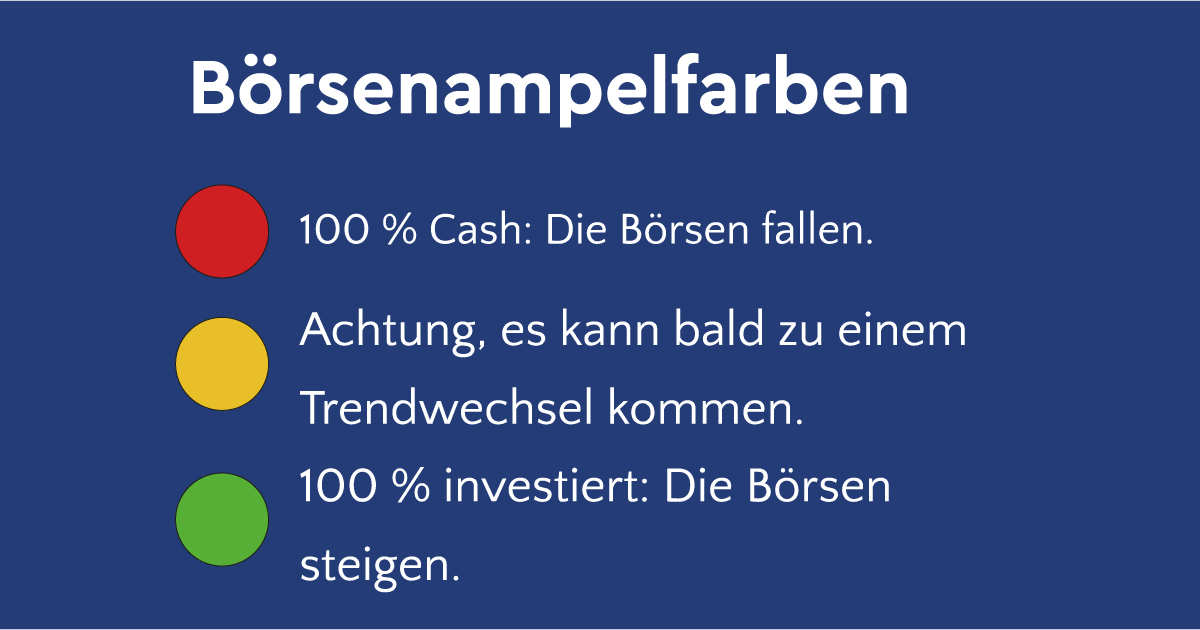 Börsenampelfarben
100 % Cash: Die Börsen fallen.
Achtung, es kann bald zu einem
Trendwechsel kommen.
100 % investiert: Die Börsen
steigen.